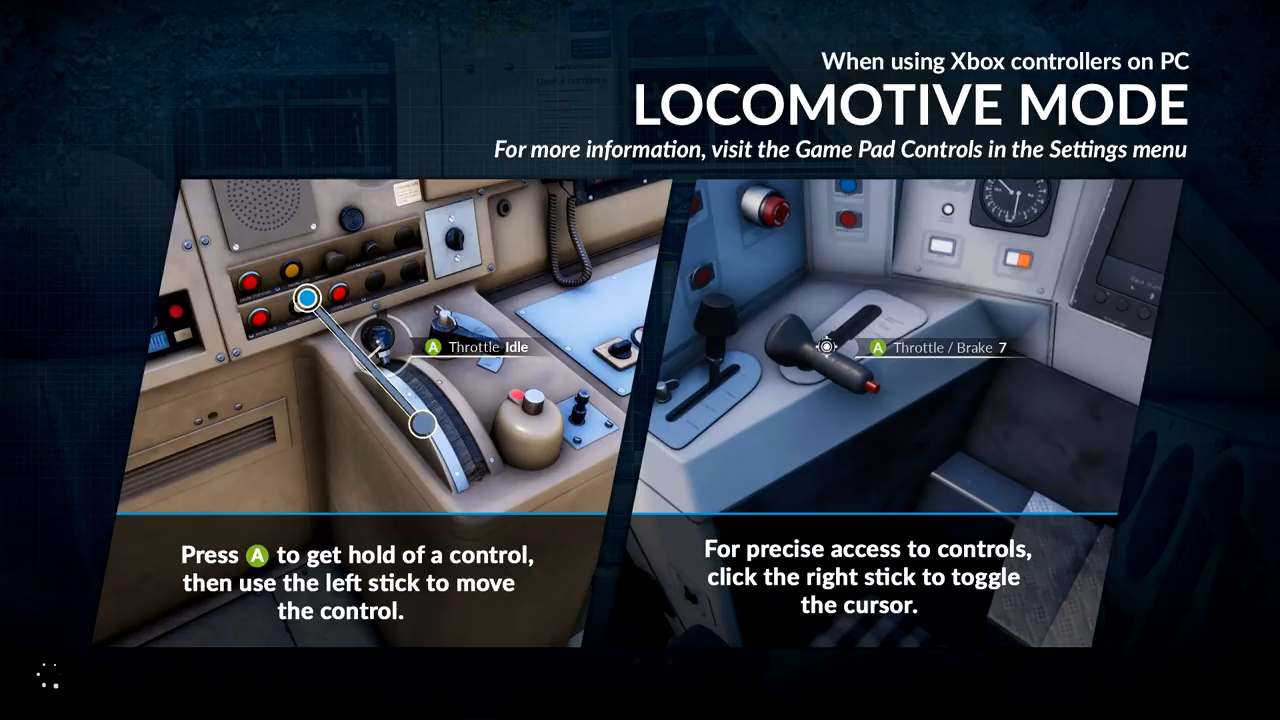 When using Xbox controllers on PC
LOCOMOTIVE MODE
For more information, visit the Game Pad Controls in the Settings menu
A Throttle Idle
A Throttle / Brake 7
Press A to get hold of a control,
then use the left stick to move
the control.
For precise access to controls,
click the right stick to toggle
the cursor.